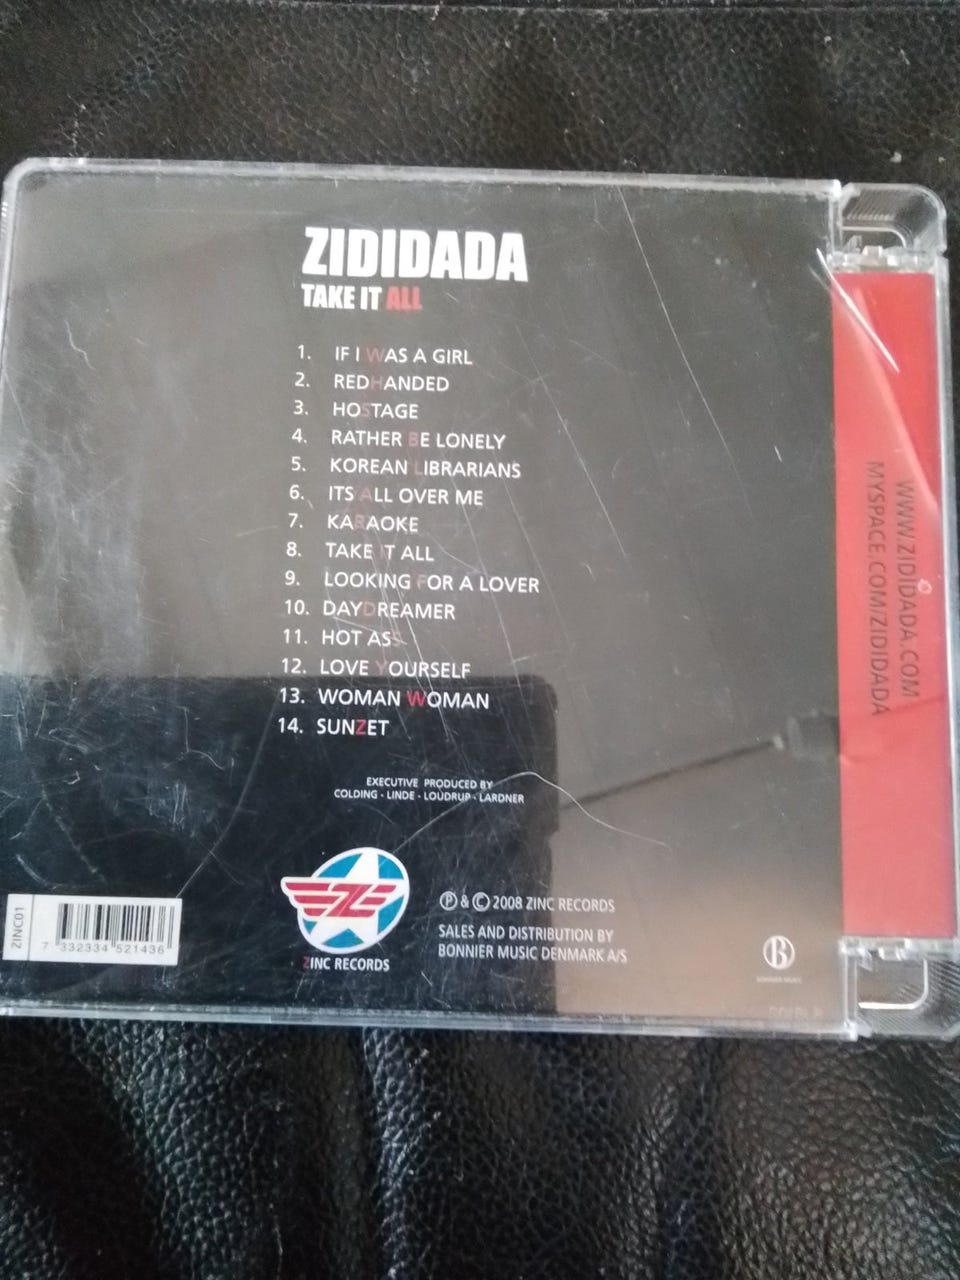 ZIDIDADA
TAKE IT ALL
1. IF I WAS A GIRL
2. REDHANDED
3. HOSTAGE
4. RATHER BE LONELY
5. KOREAN LIBRARIANS
6. ITS ALL OVER ME
7. KARAOKE
8. TAKE IT ALL
9. LOOKING FOR A LOVER
10. DAYDREAMER
11. HOT ASS
12. LOVE YOURSELF
13. WOMAN WOMAN
14. SUNZET
EXECUTIVE PRODUCED BY
COLDING - LINDE - LOUDRUP - LARDNER
ZINC01
7 332334 521436
Z
ZINC RECORDS
Ⓟ & © 2008 ZINC RECORDS
SALES AND DISTRIBUTION BY
BONNIER MUSIC DENMARK A/S
B
BONNIER MUSIC
WWW.ZIDIDADA.COM
MYSPACE.COM/ZIDIDADA